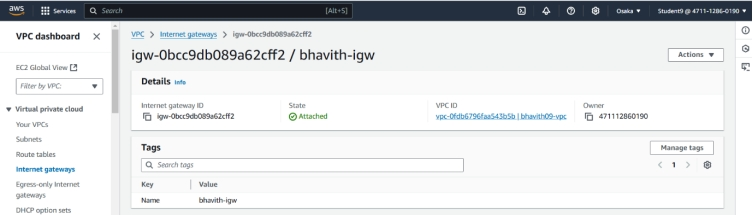 aws Services Search [Alt+S] Osaka Student9 @ 4711-1286-0190
VPC dashboard
EC2 Global View
Filter by VPC:
Virtual private cloud
Your VPCs
Subnets
Route tables
Internet gateways
Egress-only Internet
gateways
DHCP option sets
VPC > Internet gateways > igw-0bcc9db089a62cff2
igw-0bcc9db089a62cff2 / bhavith-igw
Actions
Details Info
Internet gateway ID
igw-0bcc9db089a62cff2
State
Attached
VPC ID
vpc-0fdb6796faa543b5b | bhavith09-vpc
Owner
471112860190
Tags
Manage tags
Search tags
1
Key Value
Name bhavith-igw